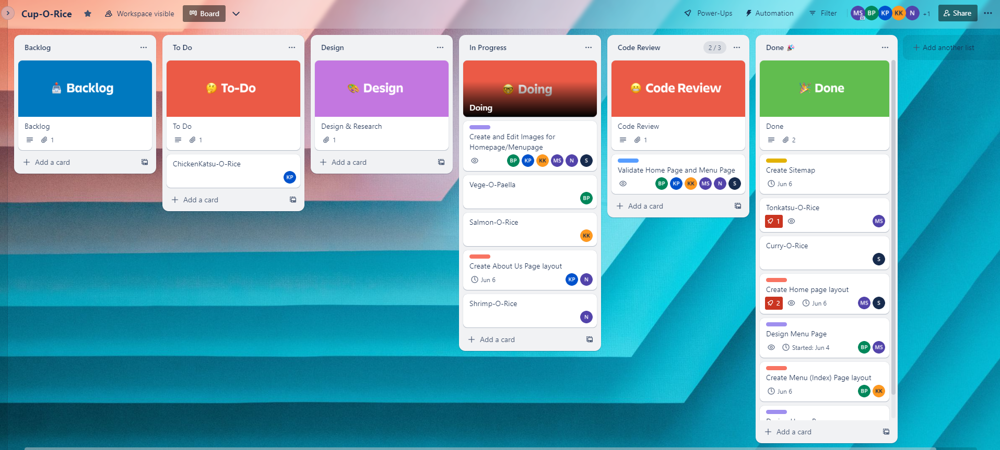 Cup-O-Rice
Workspace visible
Board
Power-Ups
Automation
Filter
MS
BP
KP
KK
N
+1
Share
Backlog
Backlog
Backlog
1
Add a card
To Do
To-Do
To Do
1
ChickenKatsu-O-Rice
KP
Add a card
Design
Design
Design & Research
1
Add a card
In Progress
Doing
Doing
Create and Edit Images for
Homepage/Menupage
BP KP KK MS N S
Vege-O-Paella
BP
Salmon-O-Rice
KK
Create About Us Page layout
Jun 6
KP N
Shrimp-O-Rice
N
Add a card
Code Review
2 / 3
Code Review
Code Review
1
Validate Home Page and Menu Page
BP KP KK MS N S
Add a card
Done
Done
Done
2
Create Sitemap
Jun 6
Tonkatsu-O-Rice
1
MS
Curry-O-Rice
S
Create Home page layout
2
Jun 6
MS S
Design Menu Page
Started: Jun 4
BP MS
Create Menu (Index) Page layout
Jun 6
BP KK
Add a card
Add another list